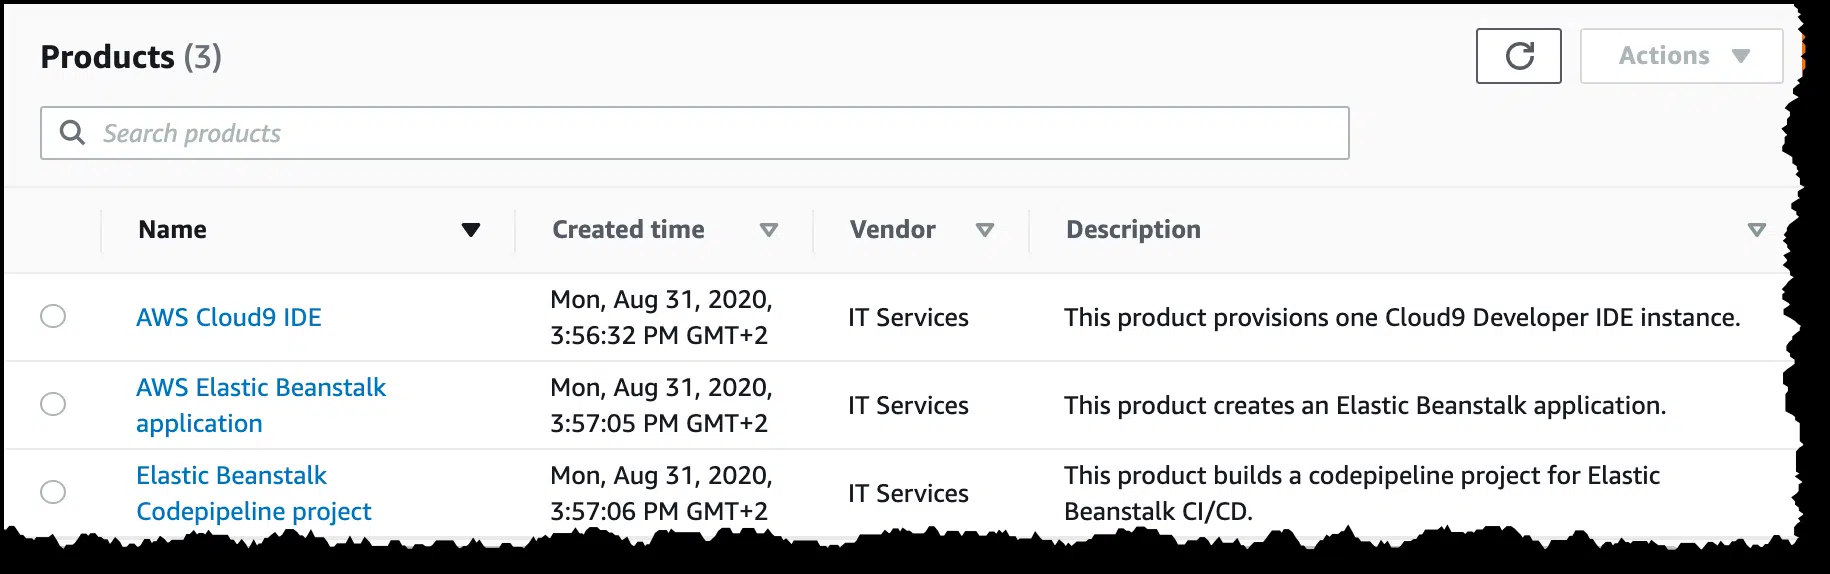 Products (3)
Actions
Search products
Name
Created time
Vendor
Description
AWS Cloud9 IDE
Mon, Aug 31, 2020,
3:56:32 PM GMT+2
IT Services
This product provisions one Cloud9 Developer IDE instance.
AWS Elastic Beanstalk
application
Mon, Aug 31, 2020,
3:57:05 PM GMT+2
IT Services
This product creates an Elastic Beanstalk application.
Elastic Beanstalk
Codepipeline project
Mon, Aug 31, 2020,
3:57:06 PM GMT+2
IT Services
This product builds a codepipeline project for Elastic
Beanstalk CI/CD.